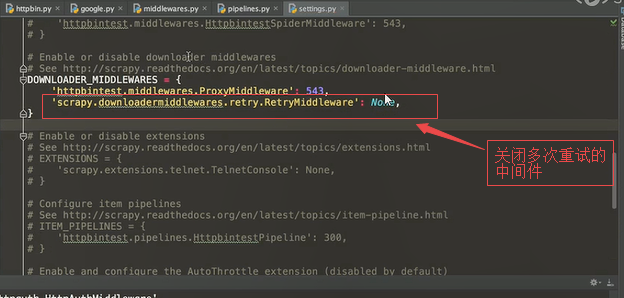 httpbin.py × google.py × middlewares.py × pipelines.py × settings.py ×
#     'httpbintest.middlewares.HttpbintestSpiderMiddleware': 543,
# }
# Enable or disable downloader middlewares
# See http://scrapy.readthedocs.org/en/latest/topics/downloader-middleware.html
DOWNLOADER_MIDDLEWARES = {
    'httpbintest.middlewares.ProxyMiddleware': 543,
    'scrapy.downloadermiddlewares.retry.RetryMiddleware': None,
}
# Enable or disable extensions
# See http://scrapy.readthedocs.org/en/latest/topics/extensions.html
# EXTENSIONS = {
#     'scrapy.extensions.telnet.TelnetConsole': None,
# }
关闭多次重试的
中间件
# Configure item pipelines
# See http://scrapy.readthedocs.org/en/latest/topics/item-pipeline.html
# ITEM_PIPELINES = {
#     'httpbintest.pipelines.HttpbintestPipeline': 300,
# }
# Enable and configure the AutoThrottle extension (disabled by default)